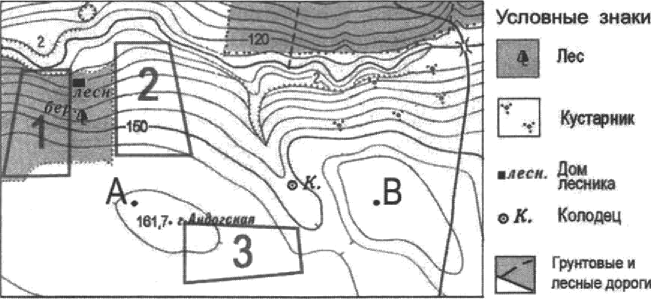 Условные знаки
Лес
Кустарник
лесн. Дом
лесника
К. Колодец
Грунтовые и
лесные дороги
2
120
2
лесн.
бер.
1
2
150
А.
161,7 г. Андогская
3
К.
.В